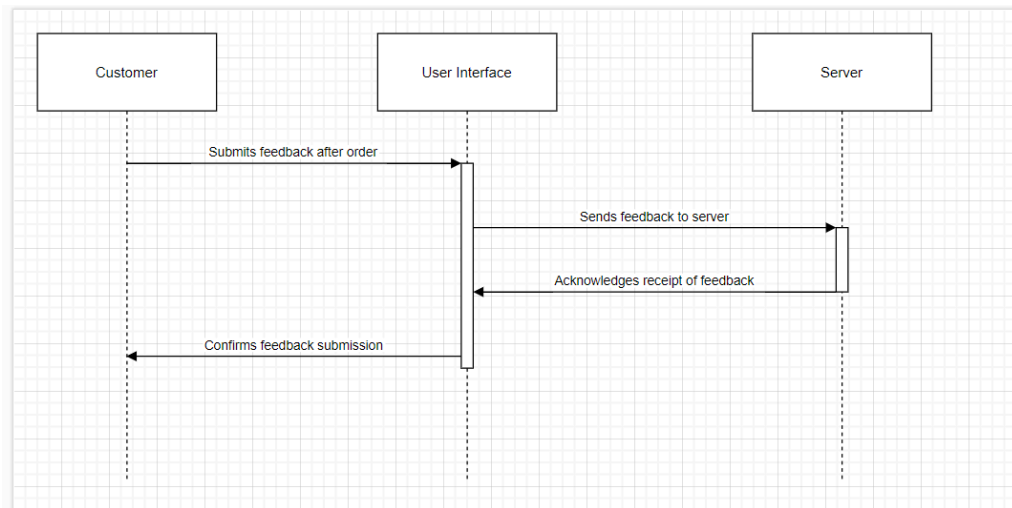 Customer
User Interface
Server
Submits feedback after order
Sends feedback to server
Acknowledges receipt of feedback
Confirms feedback submission